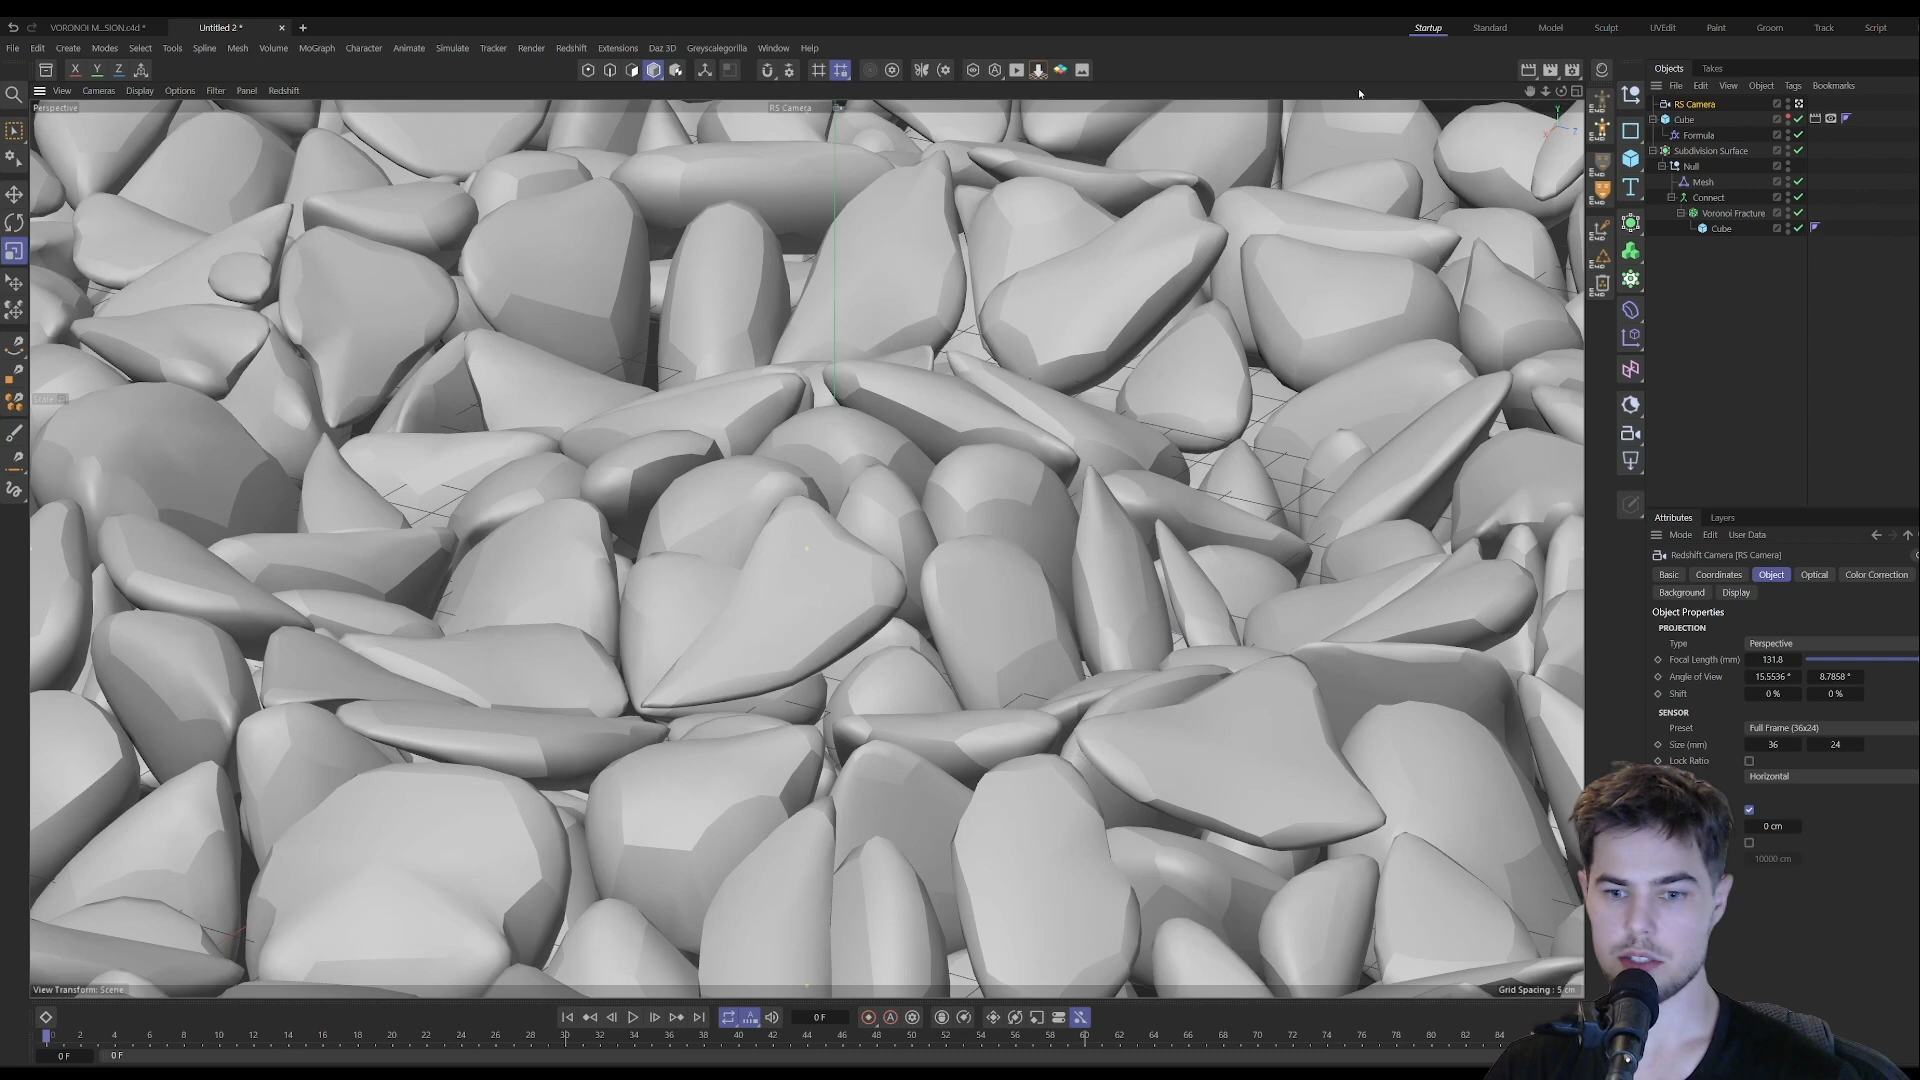 VORONOI M...SION.c4d *
Untitled 2 *
Startup
Standard
Model
Sculpt
UVEdit
Paint
Groom
Track
Script
File Edit Create Modes Select Tools Spline Mesh Volume MoGraph Character Animate Simulate Tracker Render Redshift Extensions Daz 3D Greyscalegorilla Window Help
X Y Z
Objects Takes
File Edit View Object Tags Bookmarks
View Cameras Display Options Filter Panel Redshift
Perspective
RS Camera
RS Camera
Cube
Formula
Subdivision Surface
Null
Mesh
Connect
Voronoi Fracture
Cube
Scale
Attributes Layers
Mode Edit User Data
Redshift Camera [RS Camera]
Basic Coordinates Object Optical Color Correction
Background Display
Object Properties
PROJECTION
Type Perspective
Focal Length (mm) 131.8
Angle of View 15.5536 ° 8.7858 °
Shift 0 % 0 %
SENSOR
Preset Full Frame (36x24)
Size (mm) 36 24
Lock Ratio
Horizontal
0 cm
10000 cm
View Transform: Scene
Grid Spacing : 5 cm
0 F
0 2 4 6 8 10 12 14 16 18 20 22 24 26 28 30 32 34 36 38 40 42 44 46 48 50 52 54 56 58 60 62 64 66 68 70 72 74 76 78 80 82 84
0 F 0 F